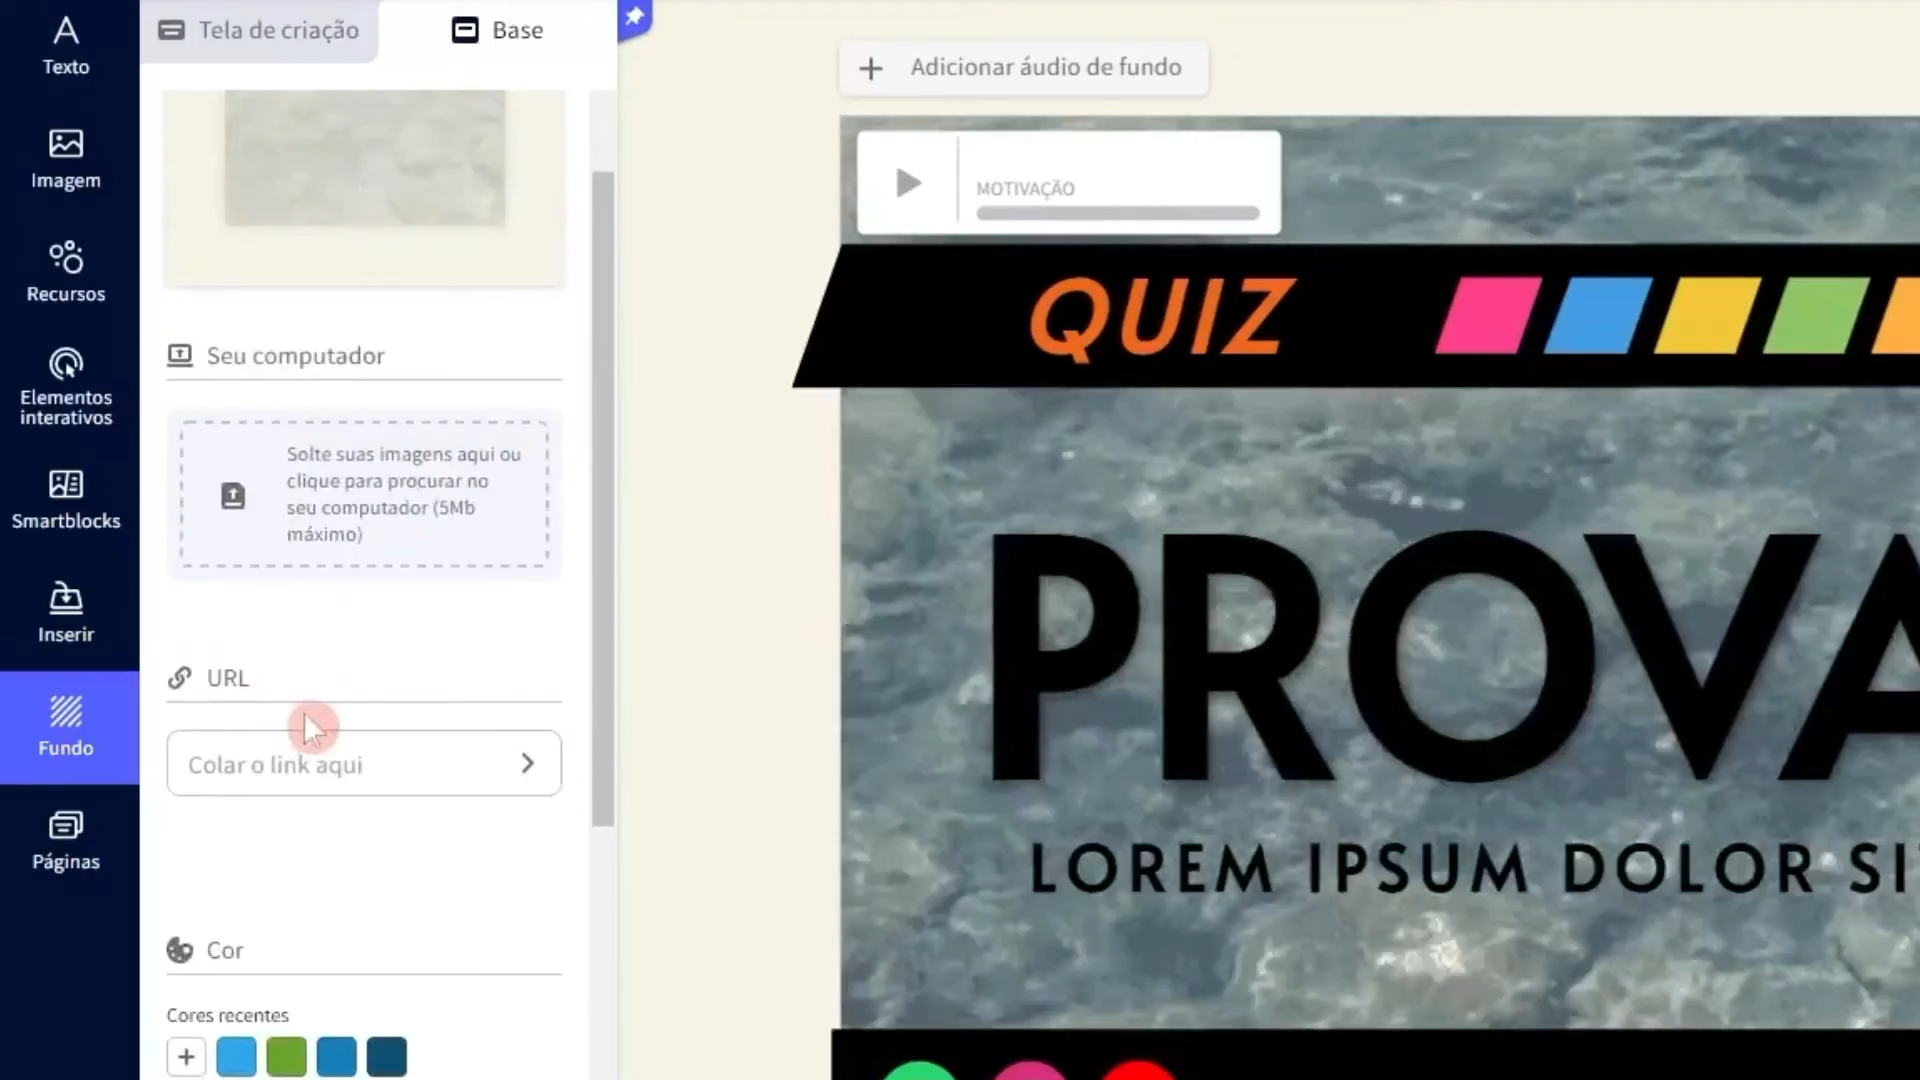 Texto
Imagem
Recursos
Elementos
interativos
Smartblocks
Inserir
Fundo
Páginas
Tela de criação
Base
Seu computador
Solte suas imagens aqui ou
clique para procurar no
seu computador (5Mb
máximo)
URL
Colar o link aqui
Cor
Cores recentes
Adicionar áudio de fundo
MOTIVAÇÃO
QUIZ
PROVA
LOREM IPSUM DOLOR SI